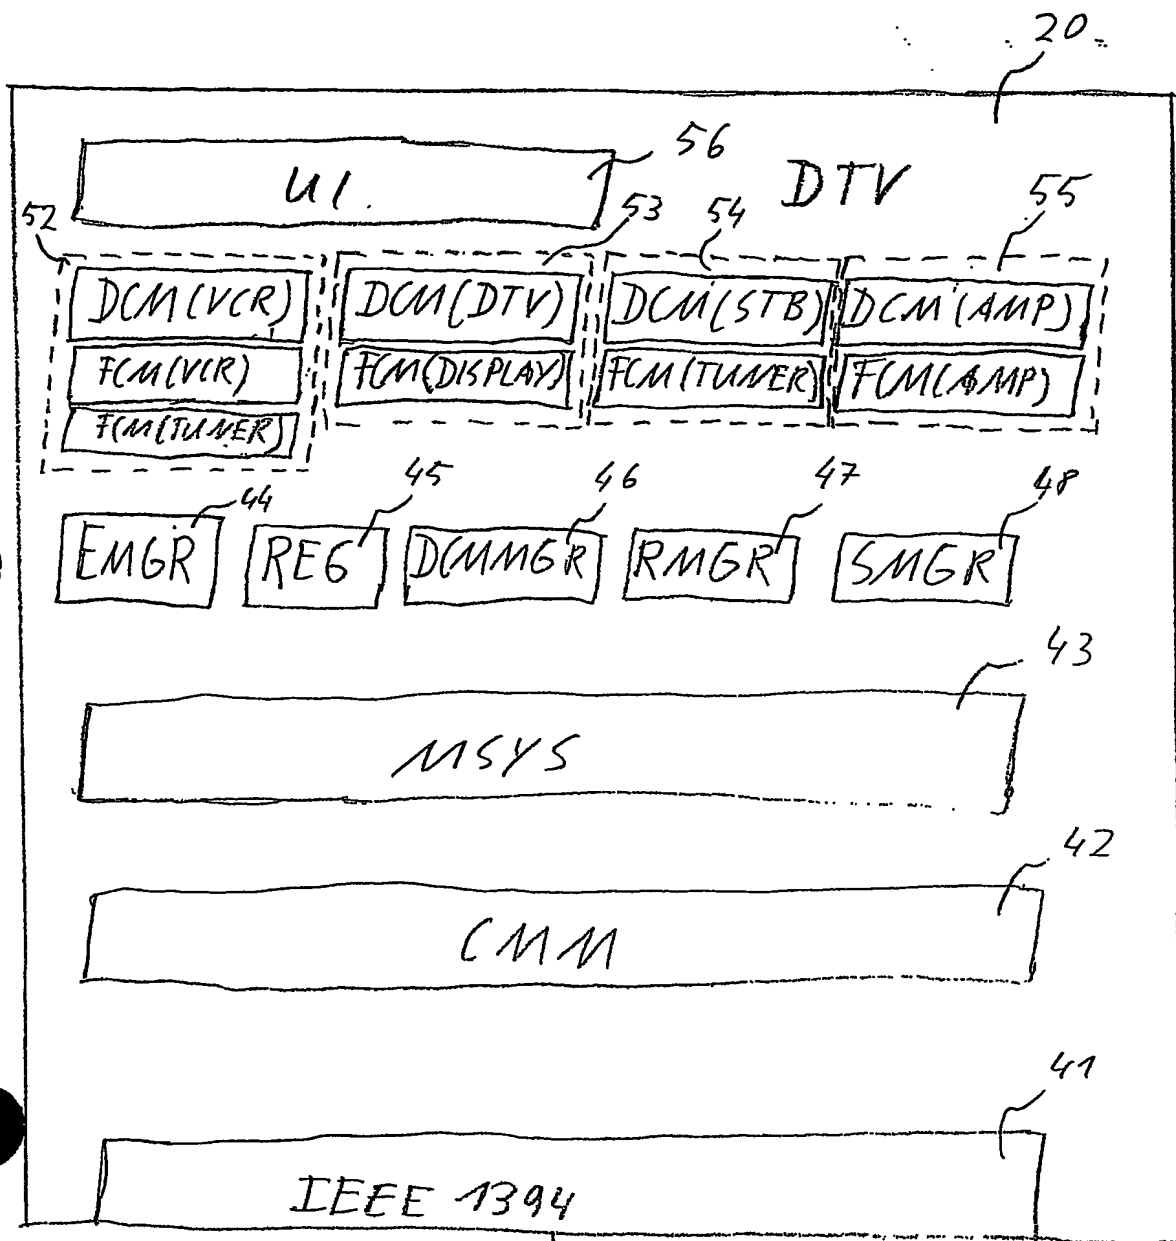 20
56
UI.
DTV
52
53
54
55
DCM(VCR)
DCM(DTV)
DCM(STB)
DCM(AMP)
FCM(VCR)
FCM(DISPLAY)
FCM(TUNER)
FCM(AMP)
FCM(TUNER)
44
45
46
47
48
EMGR
REG
DCMMGR
RMGR
SMGR
43
MSYS
42
CMM
41
IEEE 1394